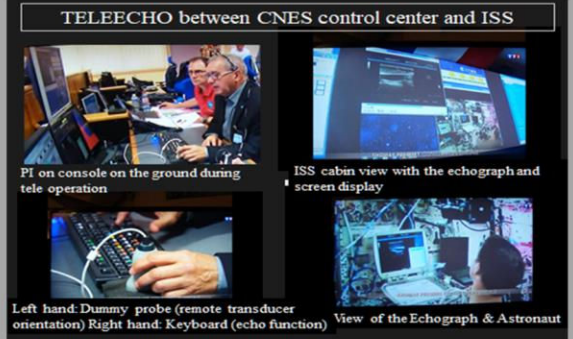 TELEECHO between CNES control center and ISS
PI on console on the ground during
tele operation
ISS cabin view with the echograph and
screen display
Left hand: Dummy probe (remote transducer
orientation) Right hand: Keyboard (echo function)
View of the Echograph & Astronaut